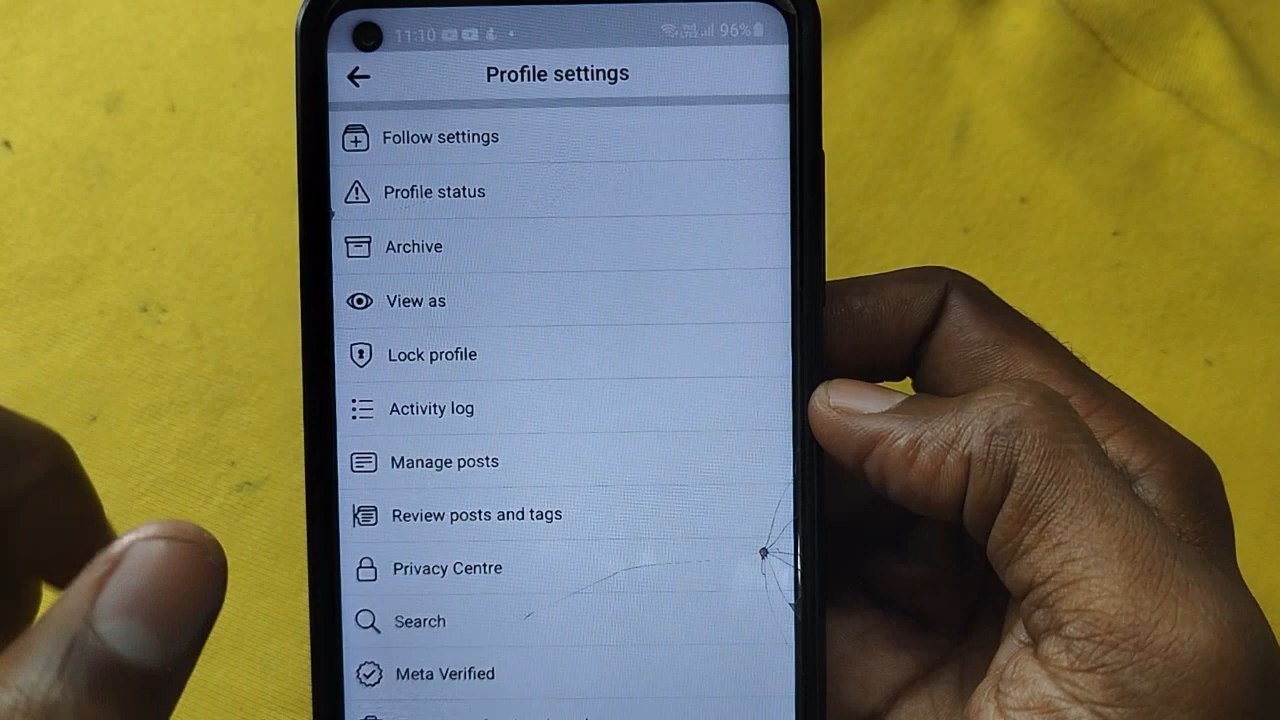 11:10 96%
Profile settings
Follow settings
Profile status
Archive
View as
Lock profile
Activity log
Manage posts
Review posts and tags
Privacy Centre
Search
Meta Verified